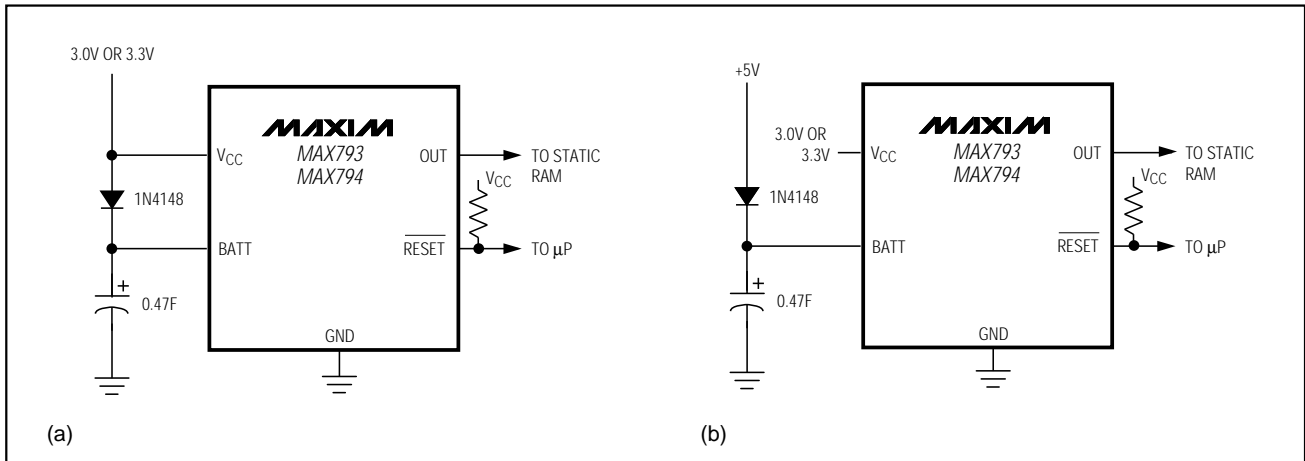 3.0V OR 3.3V
MAXIM
MAX793
MAX794
VCC
OUT
TO STATIC
RAM
VCC
1N4148
BATT
RESET
TO μP
+
0.47F
GND
(a)
+5V
3.0V OR
3.3V
MAXIM
MAX793
MAX794
VCC
OUT
TO STATIC
RAM
VCC
1N4148
BATT
RESET
TO μP
+
0.47F
GND
(b)